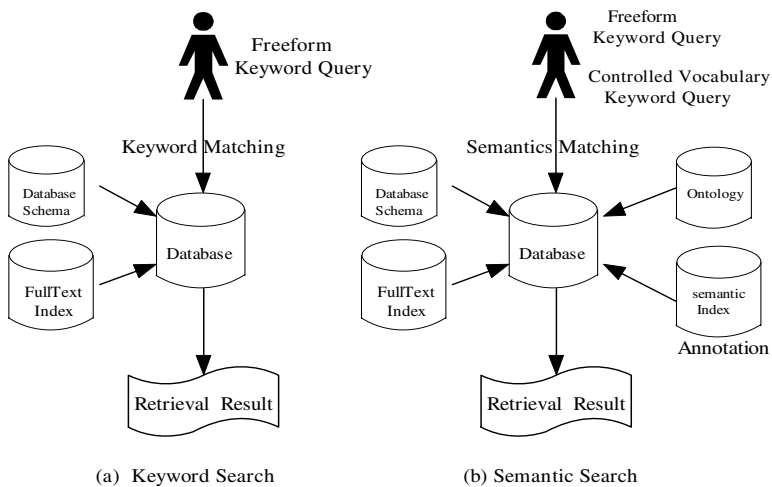 Freeform
Keyword Query
Keyword Matching
Database
Schema
Database
FullText
Index
Retrieval Result
(a) Keyword Search
Freeform
Keyword Query
Controlled Vocabulary
Keyword Query
Semantics Matching
Database
Schema
Ontology
Database
FullText
Index
semantic
Index
Annotation
Retrieval Result
(b) Semantic Search